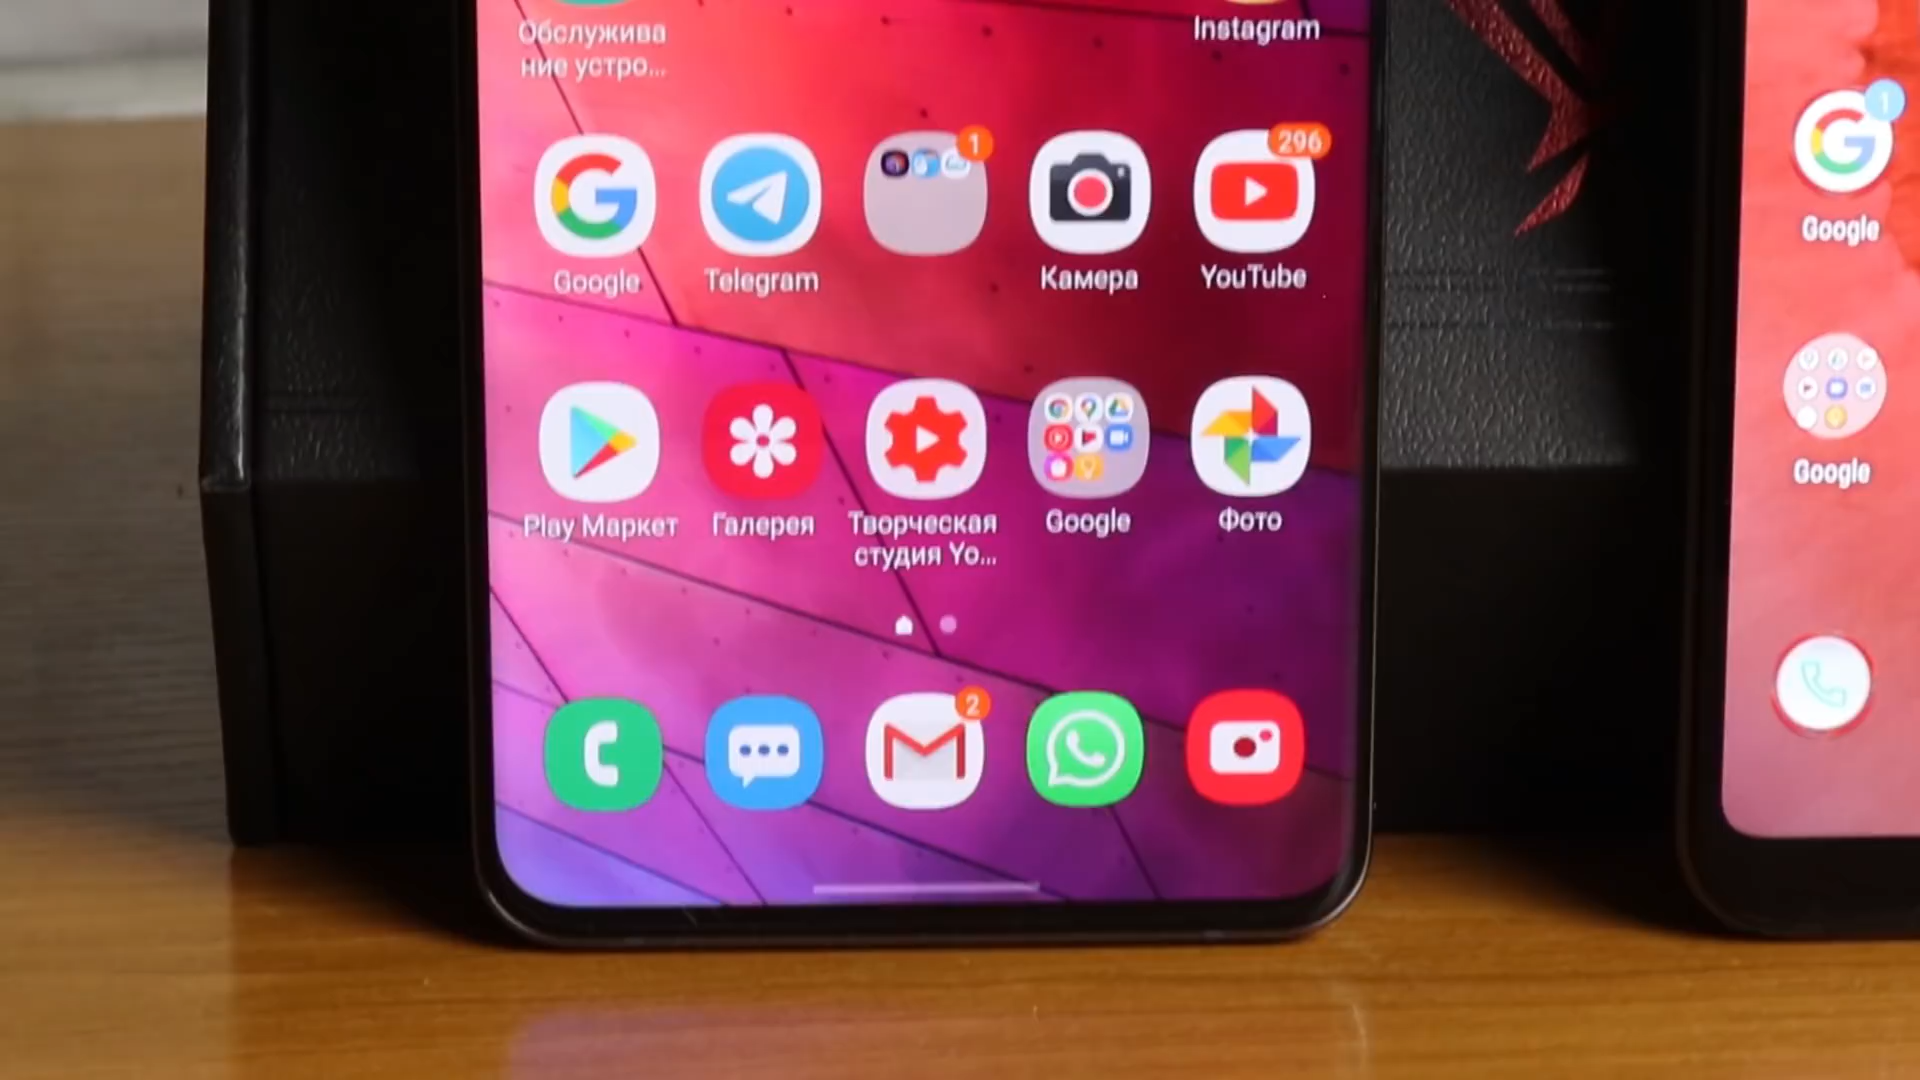 Обслужива
ние устро...
Instagram
1
296
1
Google
Telegram
Камера
YouTube
Google
Play Маркет
Галерея
Творческая
студия Yo...
Google
Фото
Google
2